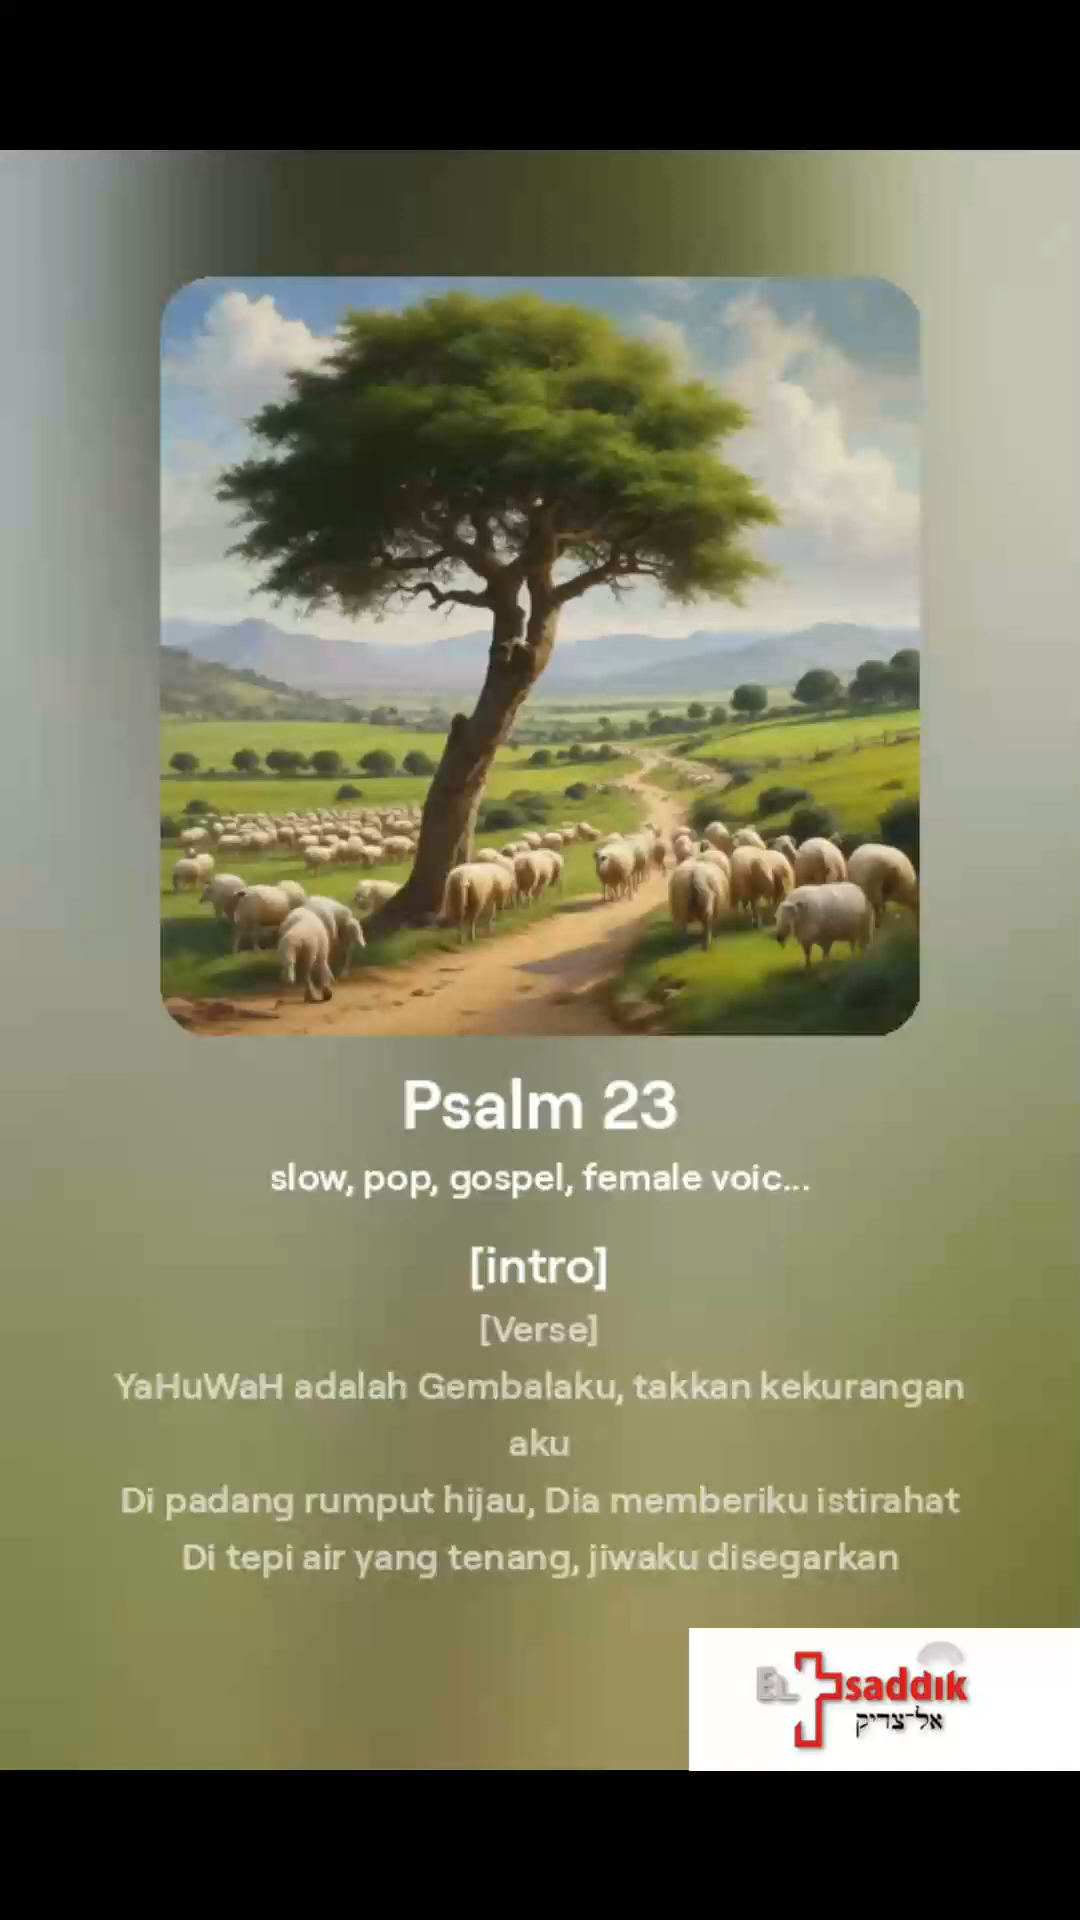 Psalm 23
slow, pop, gospel, female voic...
[intro]
[Verse]
YaHuWaH adalah Gembalaku, takkan kekurangan
aku
Di padang rumput hijau, Dia memberiku istirahat
Di tepi air yang tenang, jiwaku disegarkan
EL saddık
אל־צדיק